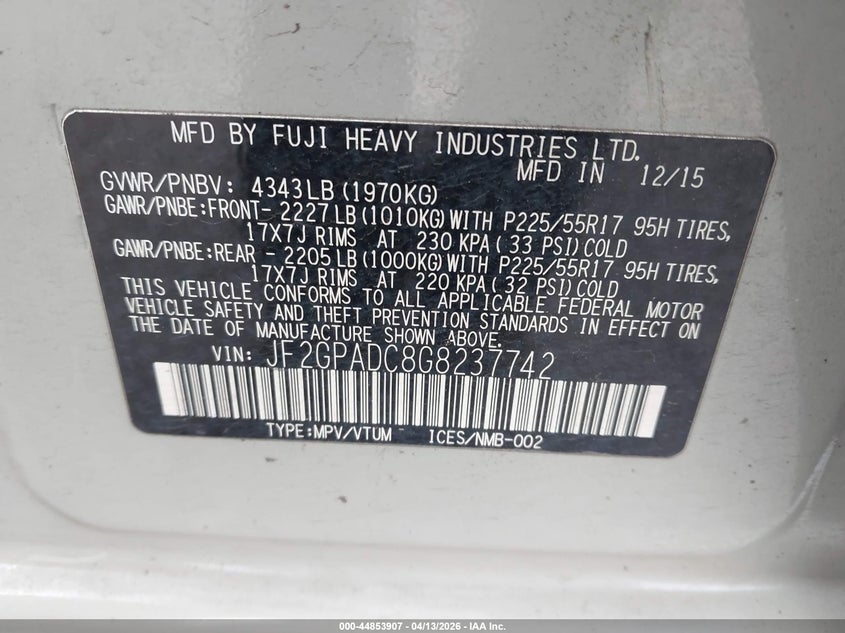 MFD BY FUJI HEAVY INDUSTRIES LTD.
MFD IN 12/15
GVWR/PNBV: 4343LB (1970KG)
GAWR/PNBE:FRONT- 2227LB (1010KG) WITH P225/55R17 95H TIRES,
17X7J RIMS AT 230 KPA ( 33 PSI) COLD
GAWR/PNBE:REAR - 2205LB (1000KG) WITH P225/55R17 95H TIRES,
17X7J RIMS AT 220 KPA ( 32 PSI) COLD
THIS VEHICLE CONFORMS TO ALL APPLICABLE FEDERAL MOTOR
VEHICLE SAFETY AND THEFT PREVENTION STANDARDS IN EFFECT ON
THE DATE OF MANUFACTURE SHOWN ABOVE.
VIN: JF2GPADC8G8237742
TYPE:MPV/VTUM ICES/NMB-002
000-44853907 - 04/13/2026 - IAA Inc.